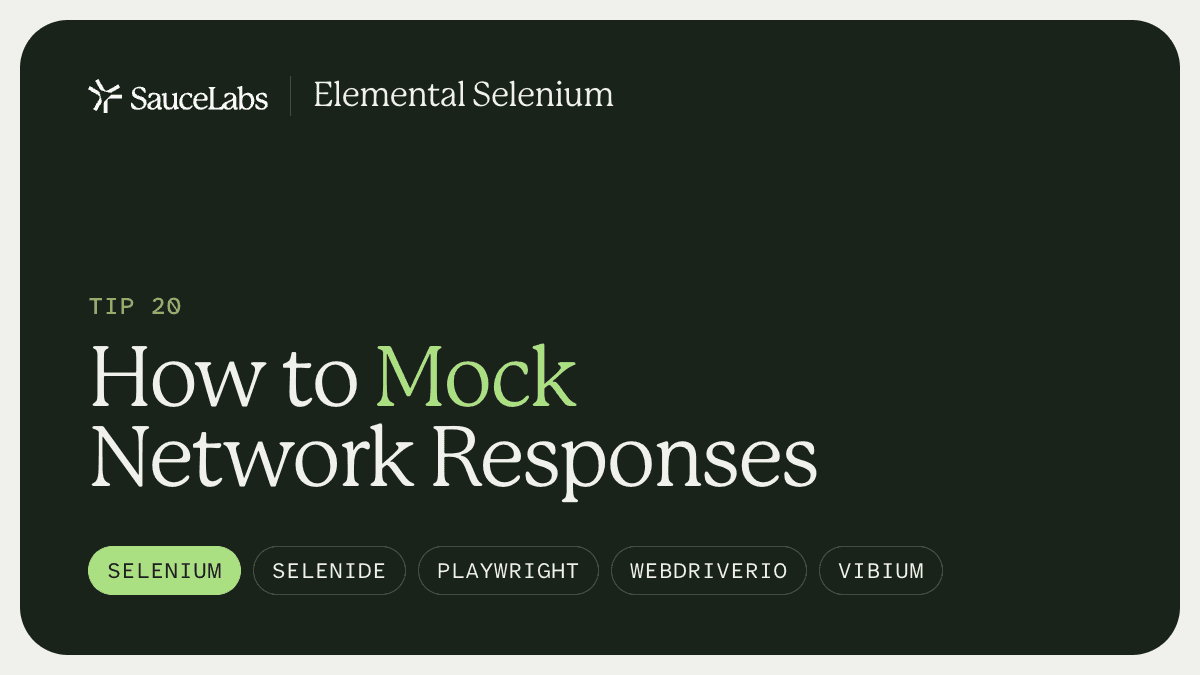 SauceLabs | Elemental Selenium
TIP 20
How to Mock
Network Responses
SELENIUM SELENIDE PLAYWRIGHT WEBDRIVERIO VIBIUM